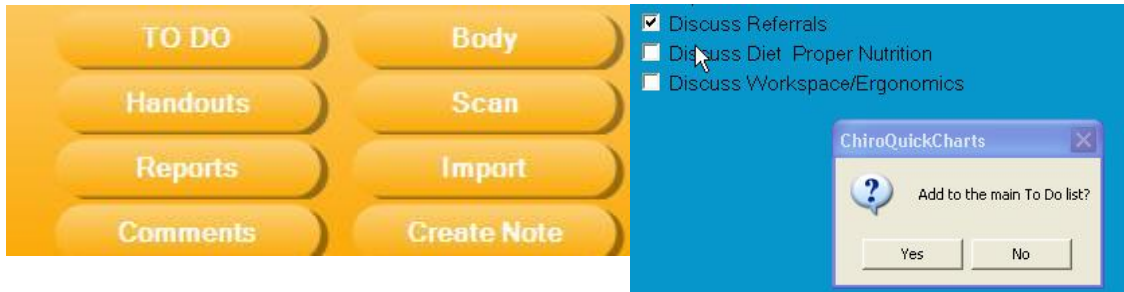 TO DO
Body
Handouts
Scan
Reports
Import
Comments
Create Note
Discuss Referrals
Discuss Diet Proper Nutrition
Discuss Workspace/Ergonomics
ChiroQuickCharts
Add to the main To Do list?
Yes
No